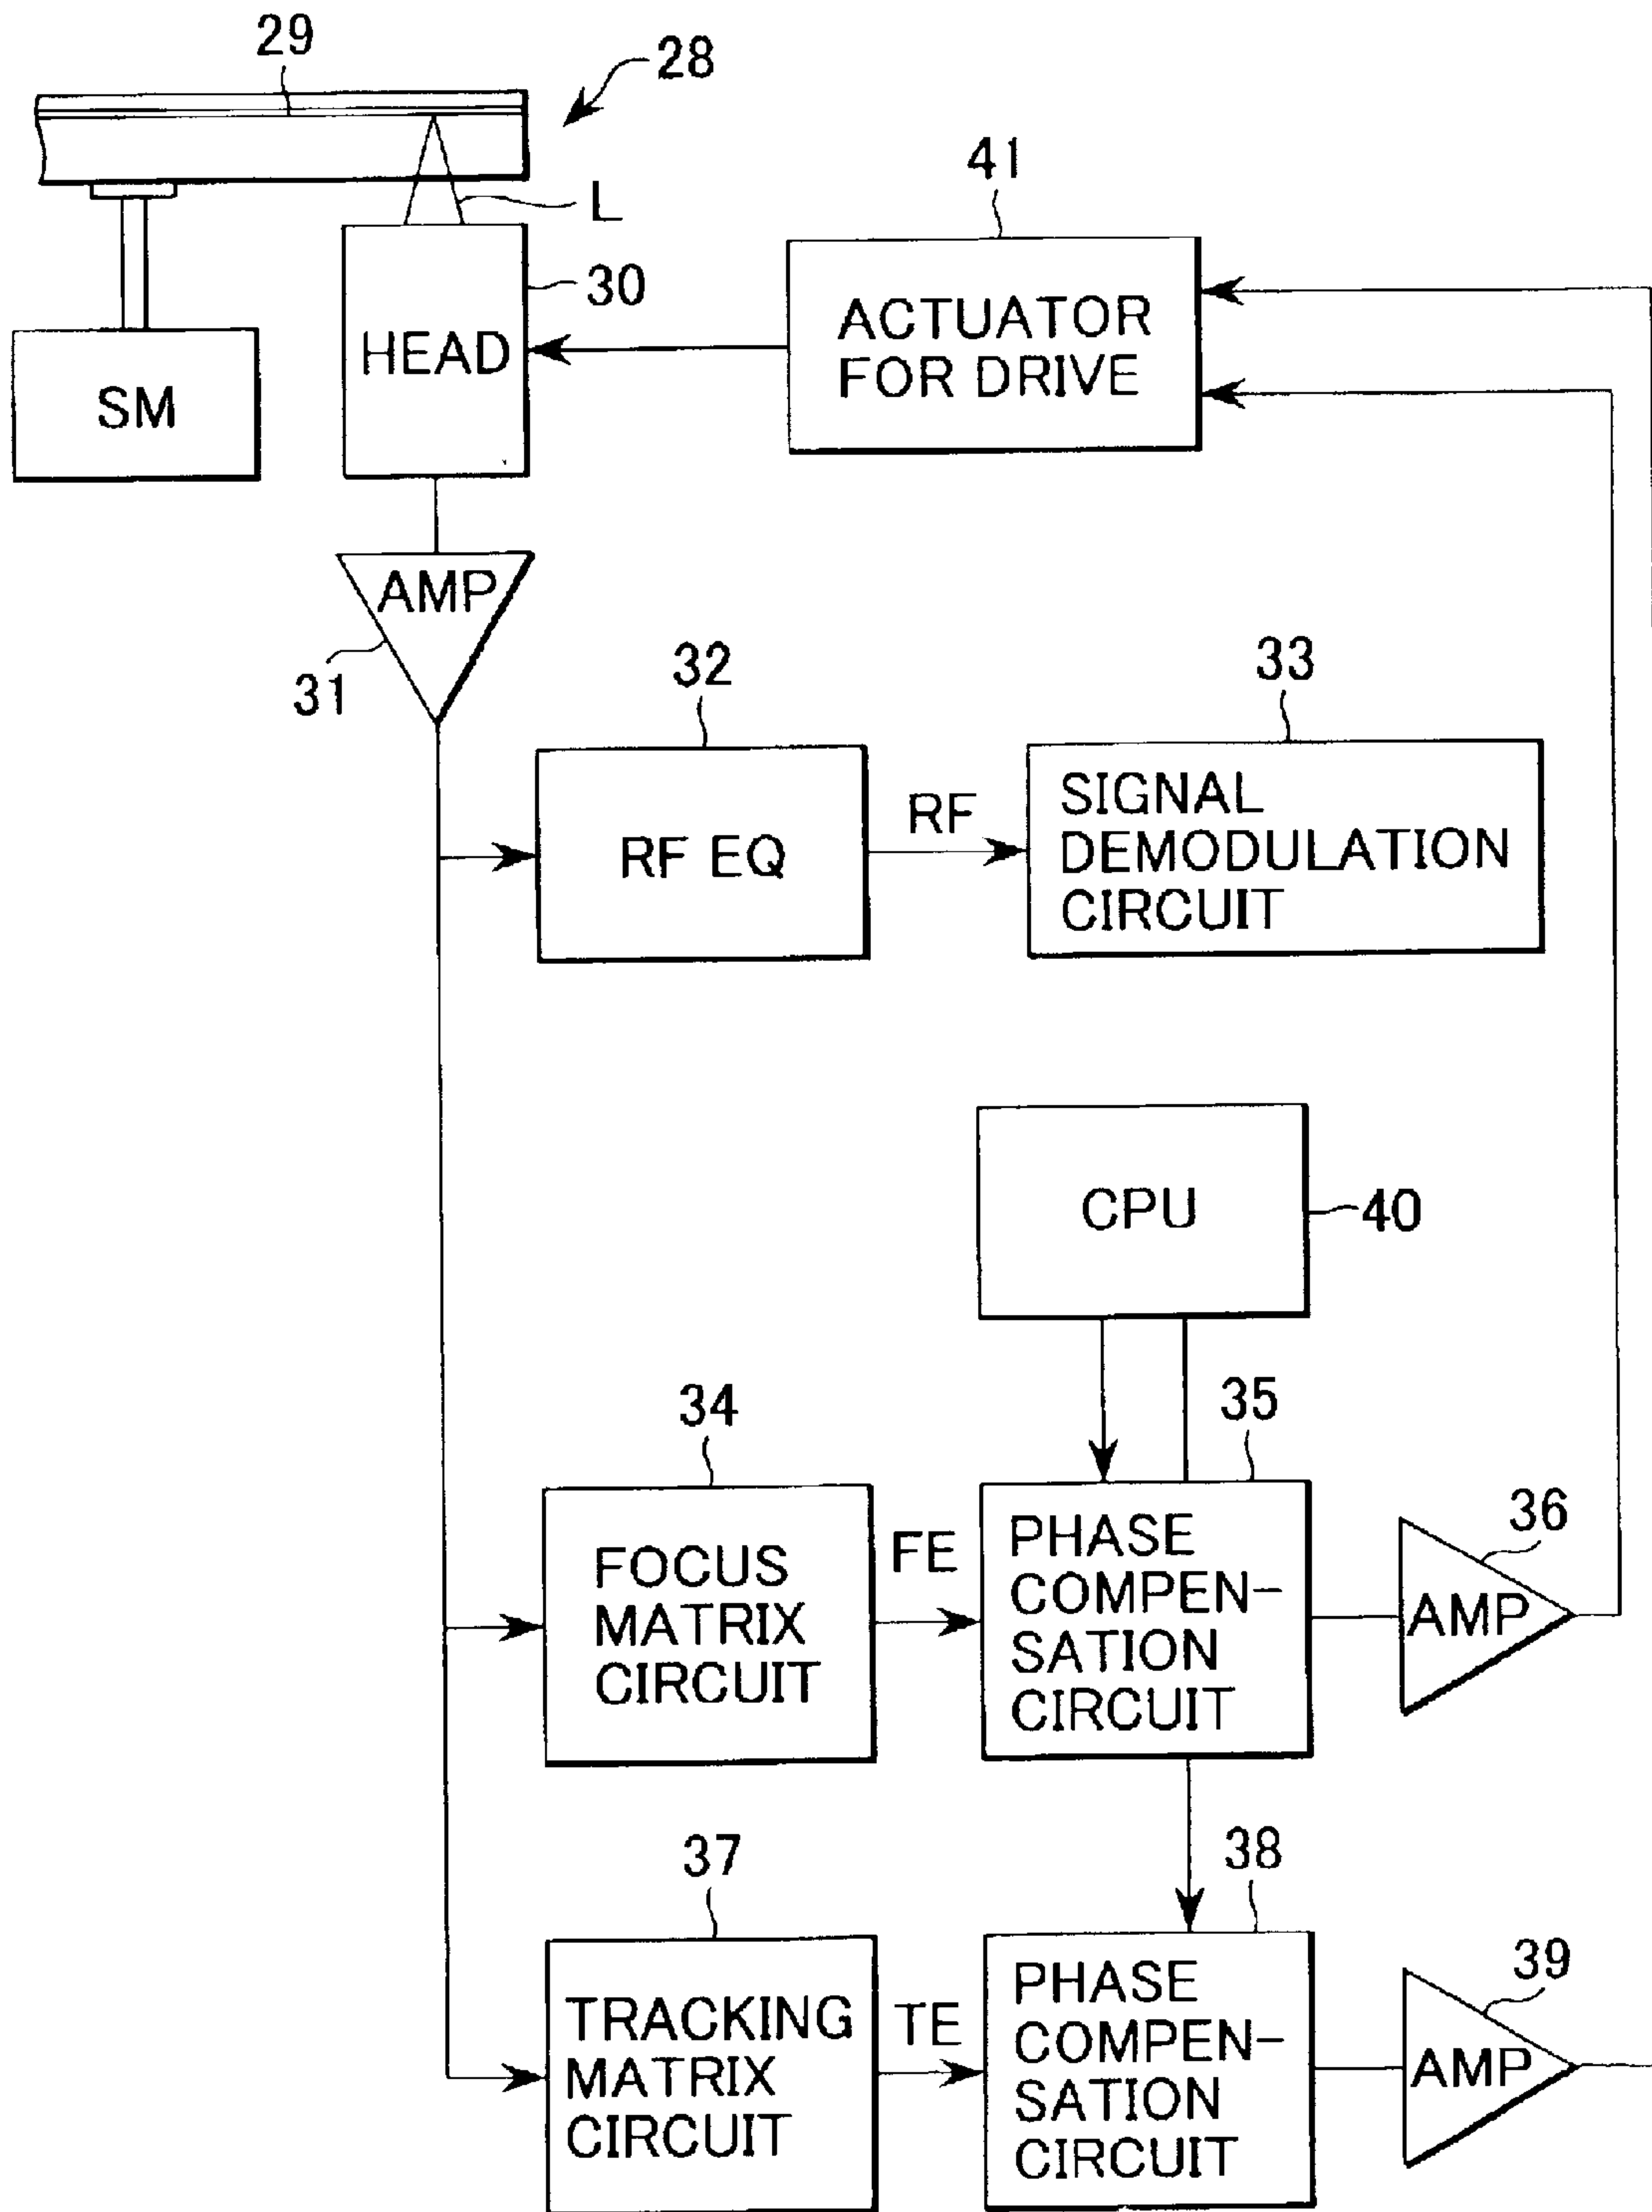 29
28
L
41
30
HEAD
ACTUATOR
FOR DRIVE
SM
AMP
31
32
33
RF EQ
RF
SIGNAL
DEMODULATION
CIRCUIT
CPU
40
34
35
36
FOCUS
MATRIX
CIRCUIT
FE
PHASE
COMPEN-
SATION
CIRCUIT
AMP
37
38
39
TRACKING
MATRIX
CIRCUIT
TE
PHASE
COMPEN-
SATION
CIRCUIT
AMP